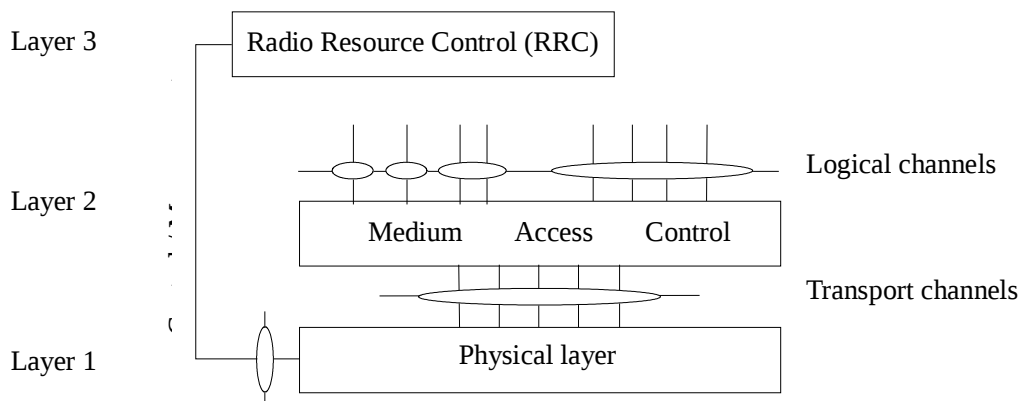 Layer 3
Radio Resource Control (RRC)
Logical channels
Layer 2
Medium Access Control
Transport channels
Physical layer
Layer 1